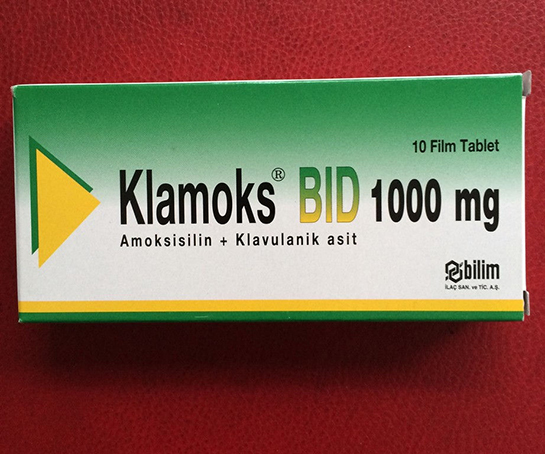 10 Film Tablet
Klamoks® BID 1000 mg
Amoksisilin + Klavulanik asit
bilim
İLAÇ SAN. ve TİC. A.Ş.